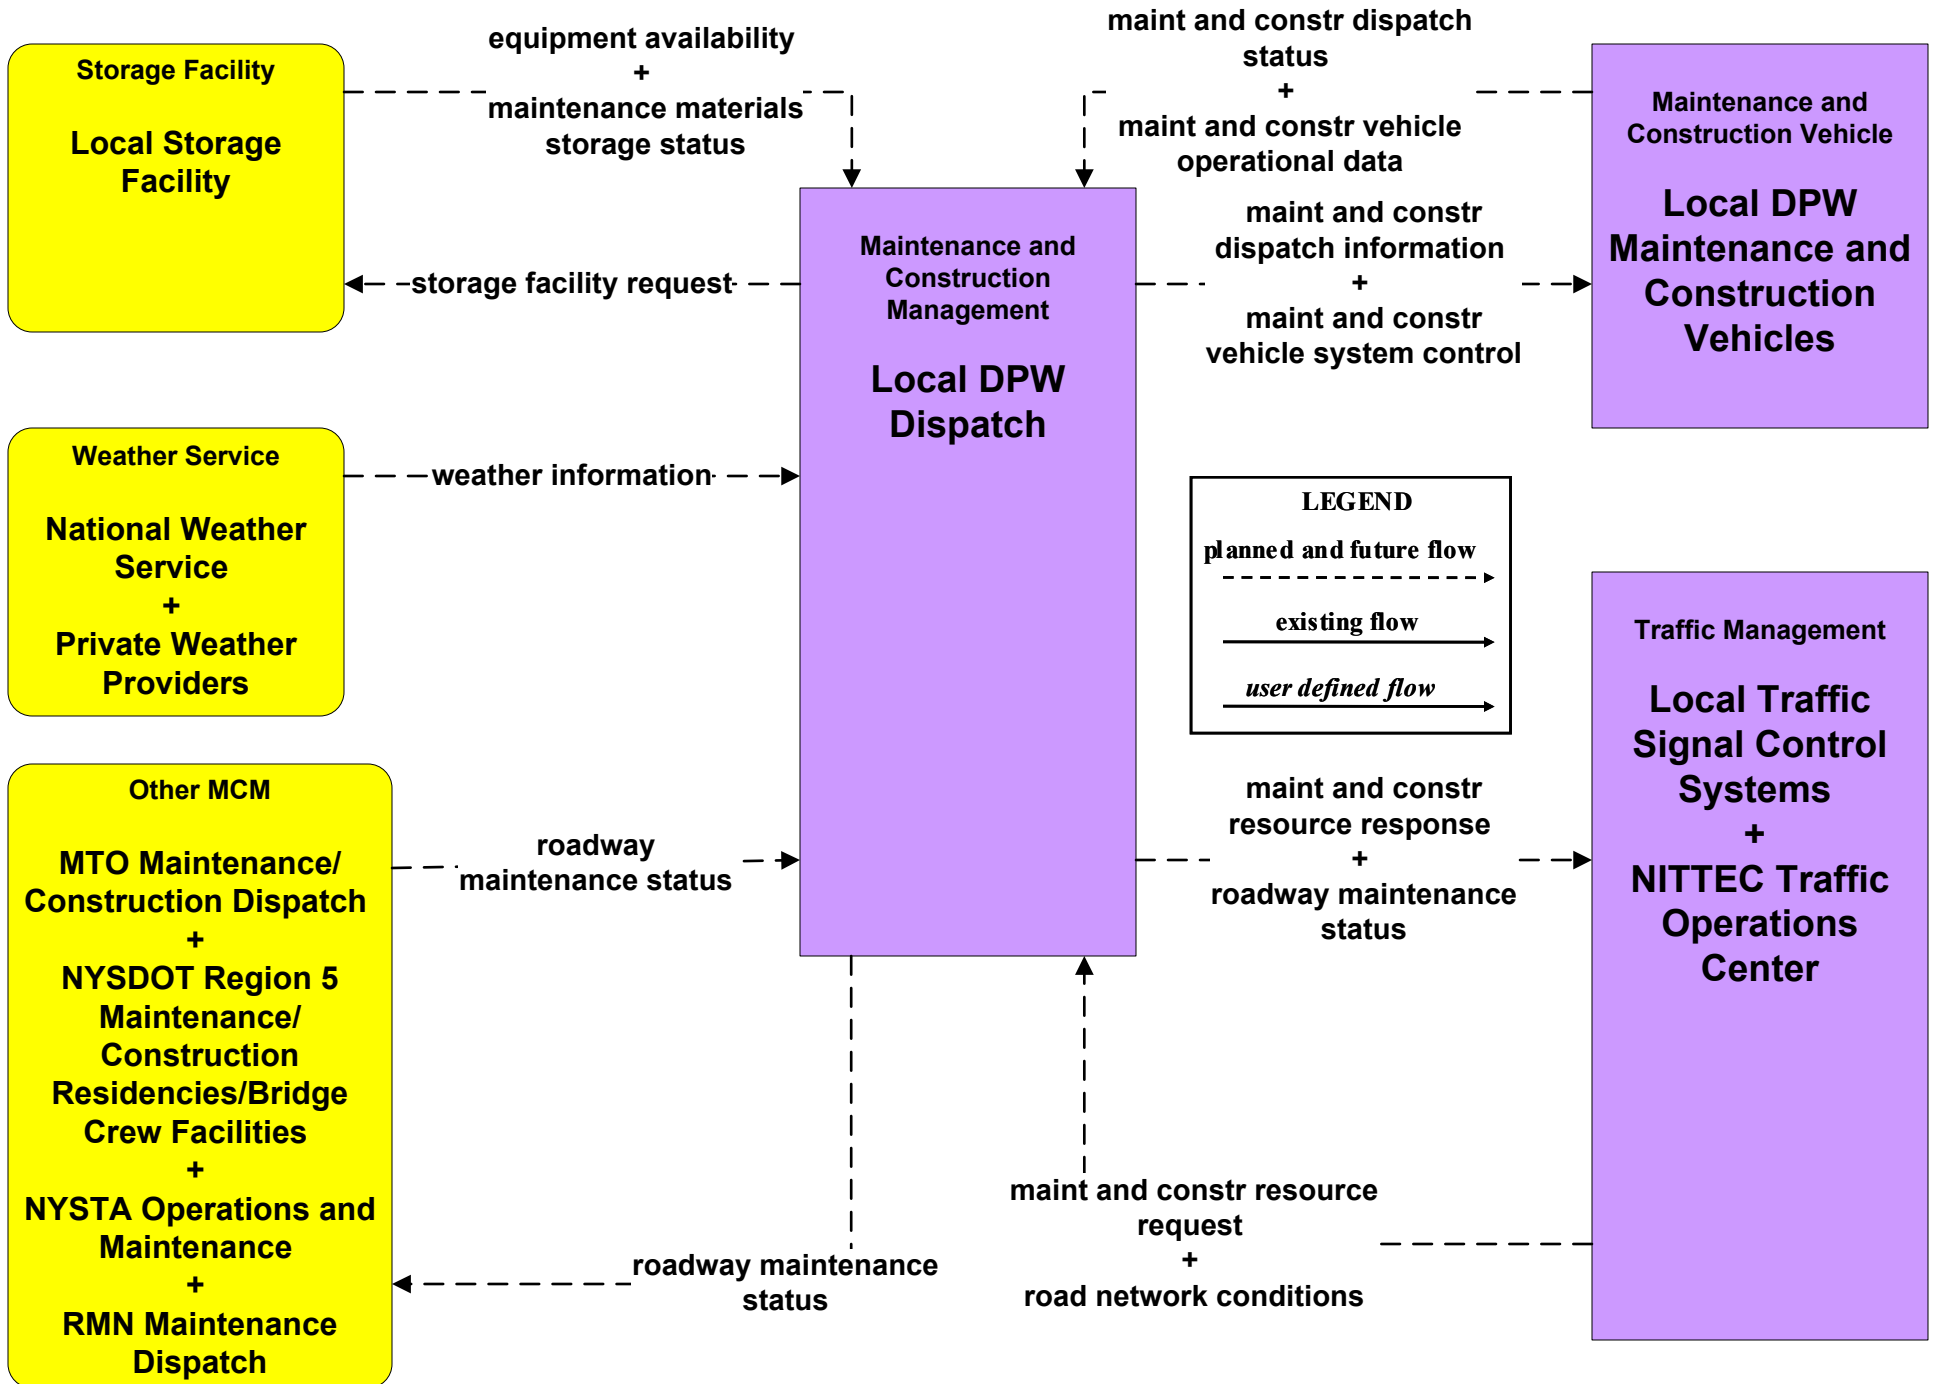 Storage Facility
Local Storage
Facility
equipment availability
+
maintenance materials
storage status
storage facility request
maint and constr dispatch
status
+
maint and constr vehicle
operational data
Maintenance and
Construction Vehicle
Local DPW
Maintenance and
Construction
Vehicles
Maintenance and
Construction
Management
Local DPW
Dispatch
maint and constr
dispatch information
+
maint and constr
vehicle system control
Weather Service
National Weather
Service
+
Private Weather
Providers
weather information
LEGEND
planned and future flow
existing flow
user defined flow
Traffic Management
Local Traffic
Signal Control
Systems
+
NITTEC Traffic
Operations
Center
Other MCM
MTO Maintenance/
Construction Dispatch
+
NYSDOT Region 5
Maintenance/
Construction
Residencies/Bridge
Crew Facilities
+
NYSTA Operations and
Maintenance
+
RMN Maintenance
Dispatch
roadway
maintenance status
maint and constr
resource response
+
roadway maintenance
status
roadway maintenance
status
maint and constr resource
request
+
road network conditions